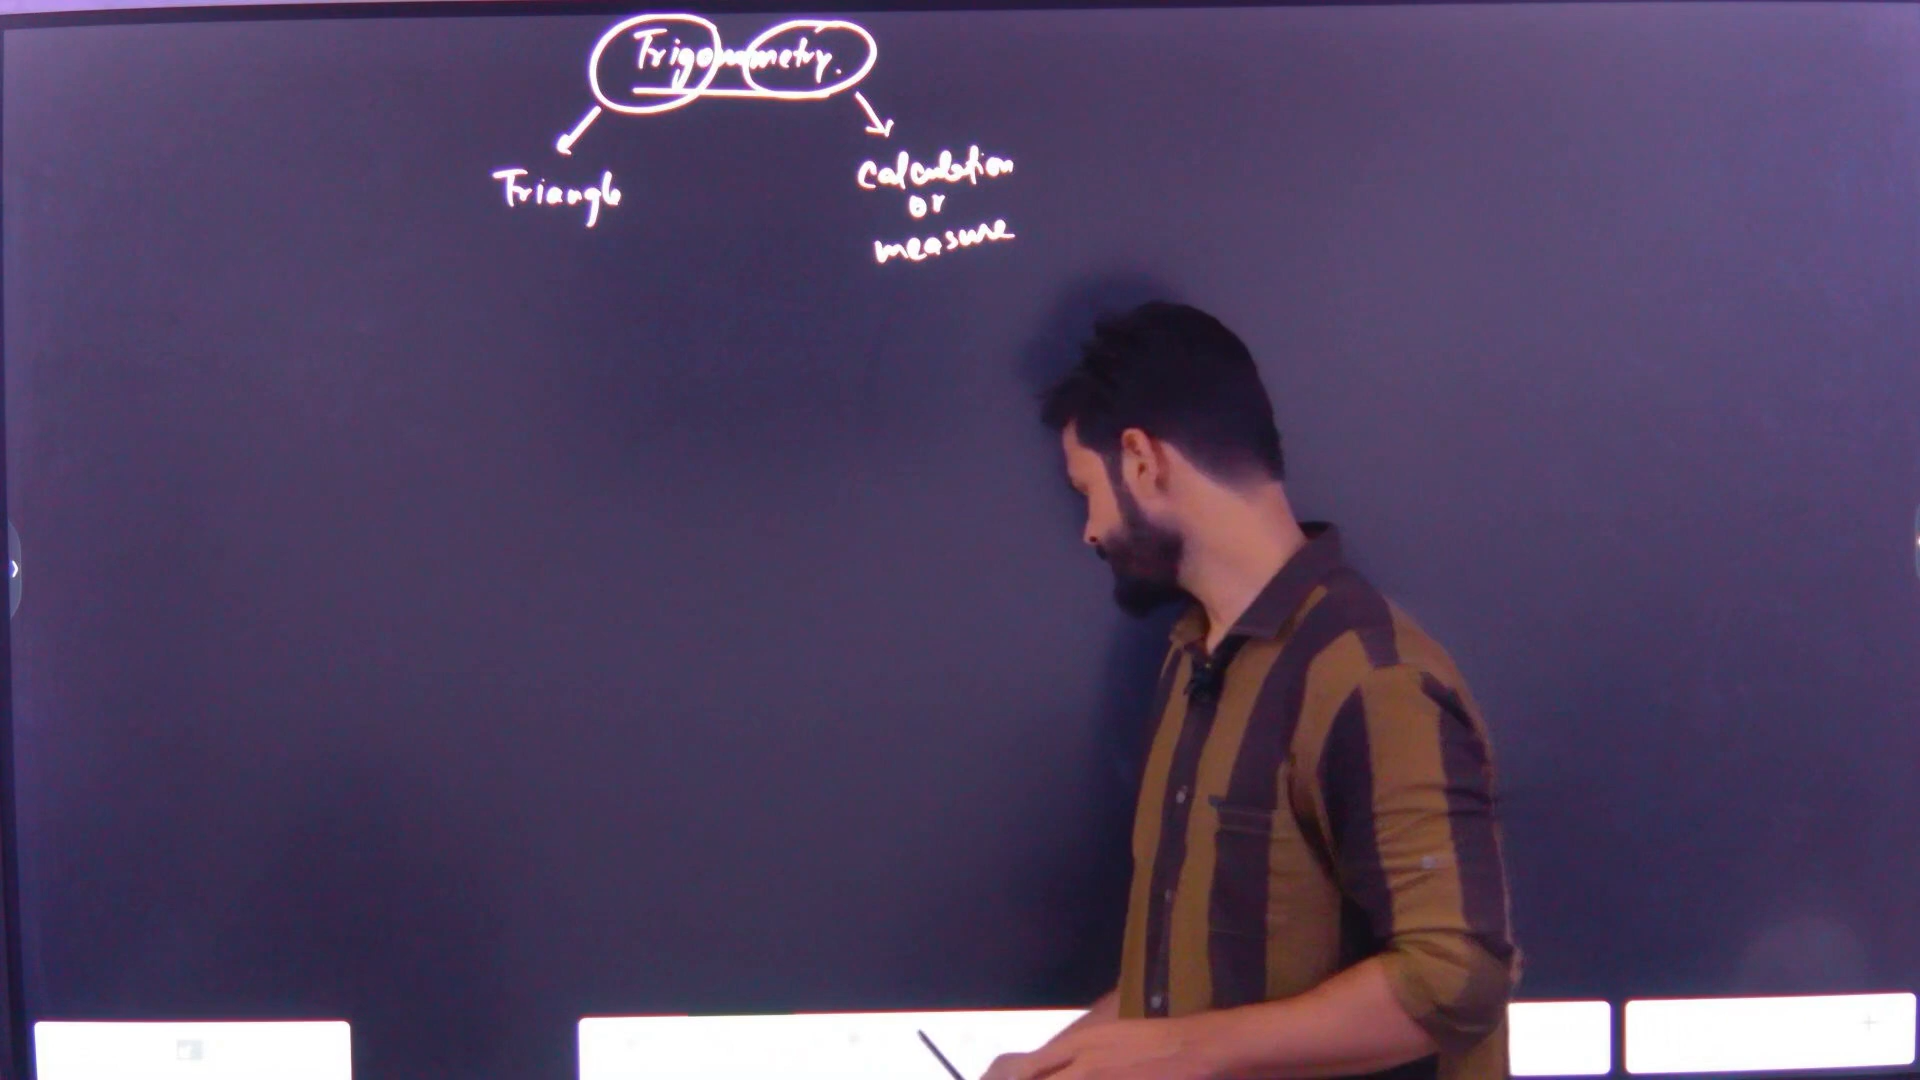 Trigonometry.
Triangle
Calculation
or
measure